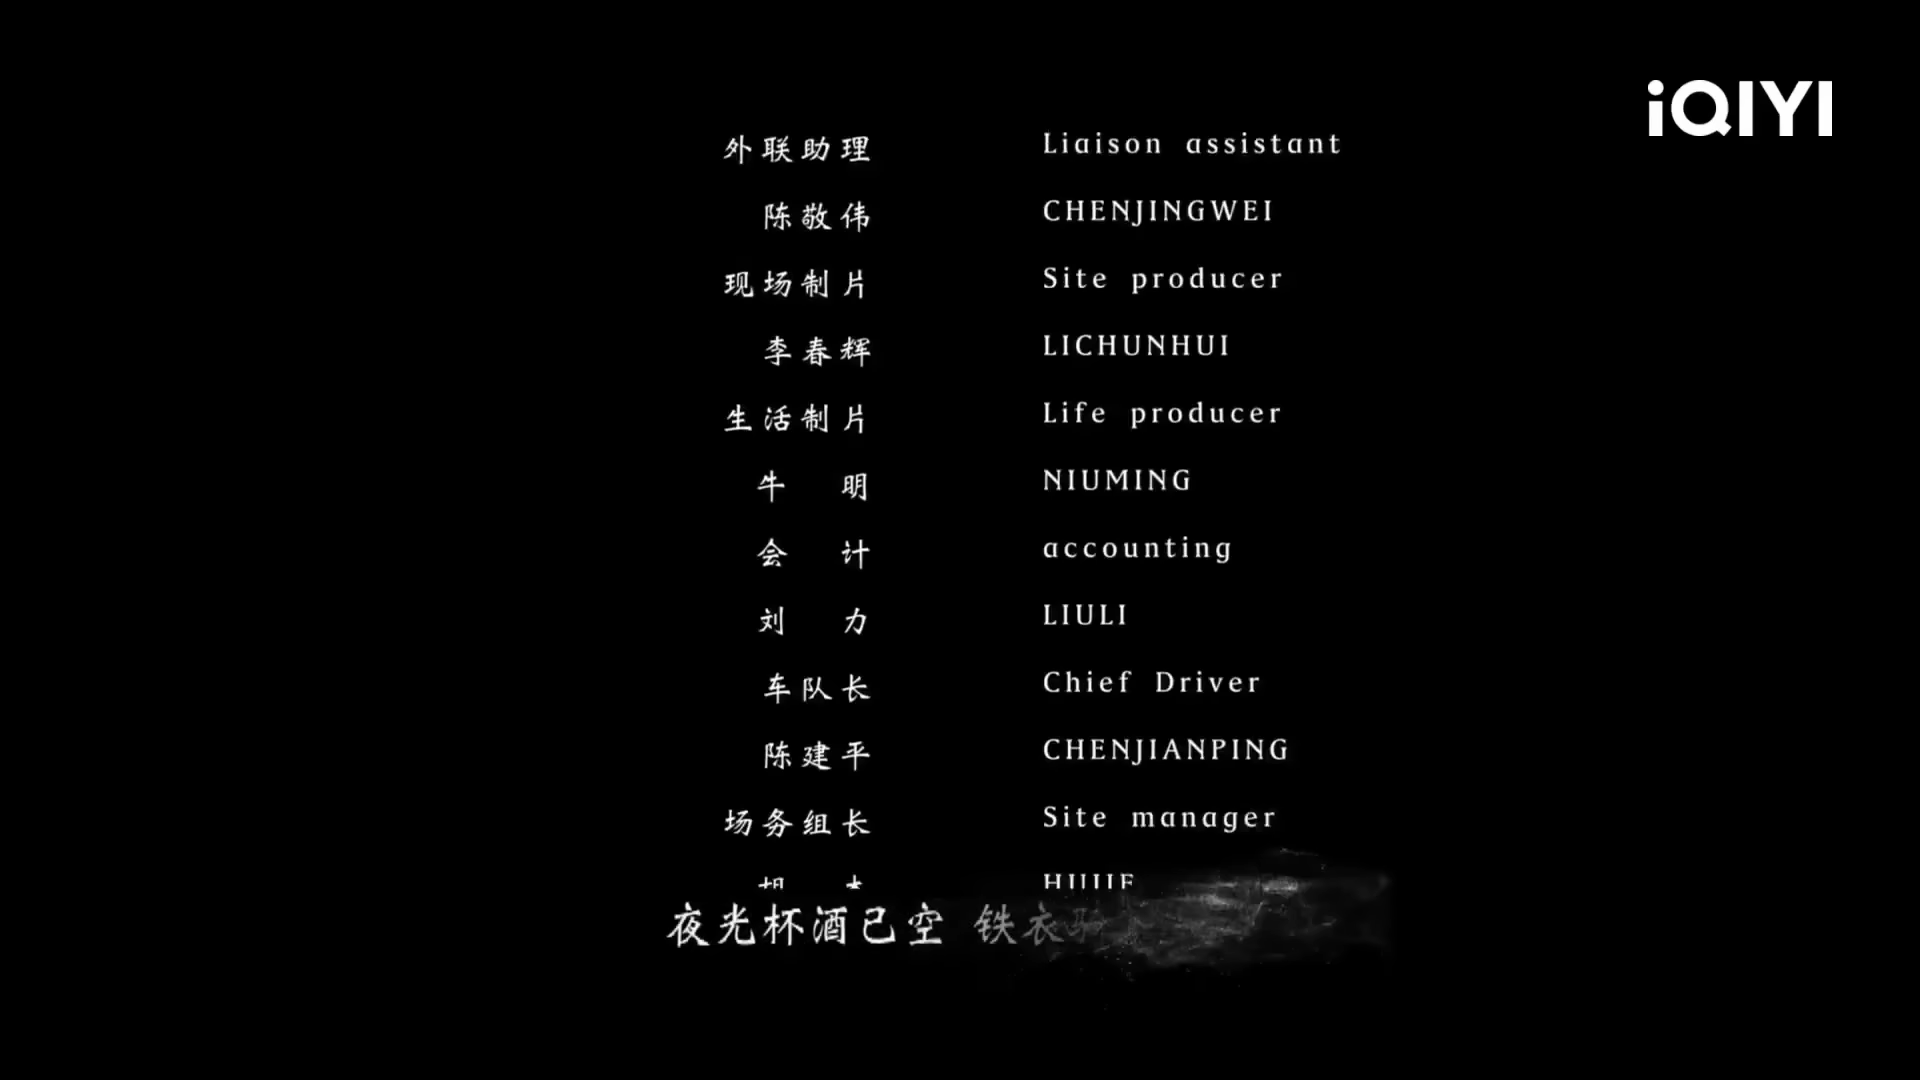 iQIYI
外联助理 Liaison assistant
陈敬伟 CHENJINGWEI
现场制片 Site producer
李春辉 LICHUNHUI
生活制片 Life producer
牛 明 NIUMING
会 计 accounting
刘 力 LIULI
车队长 Chief Driver
陈建平 CHENJIANPING
场务组长 Site manager
夜光杯酒已空 铁衣